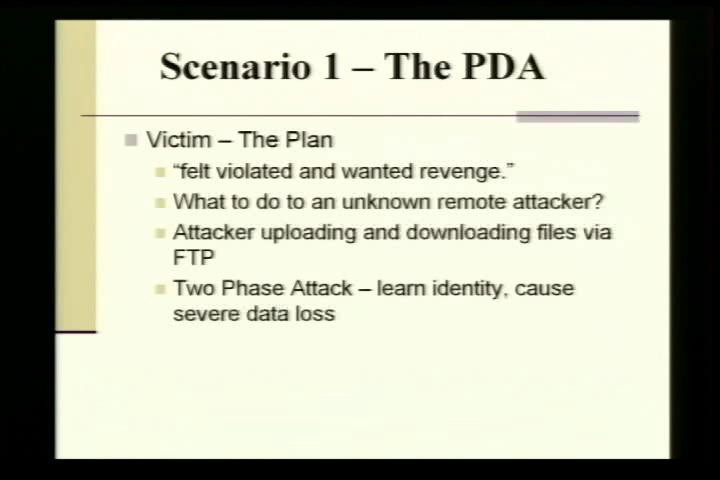 Scenario 1 – The PDA
Victim – The Plan
“felt violated and wanted revenge.”
What to do to an unknown remote attacker?
Attacker uploading and downloading files via
FTP
Two Phase Attack – learn identity, cause
severe data loss